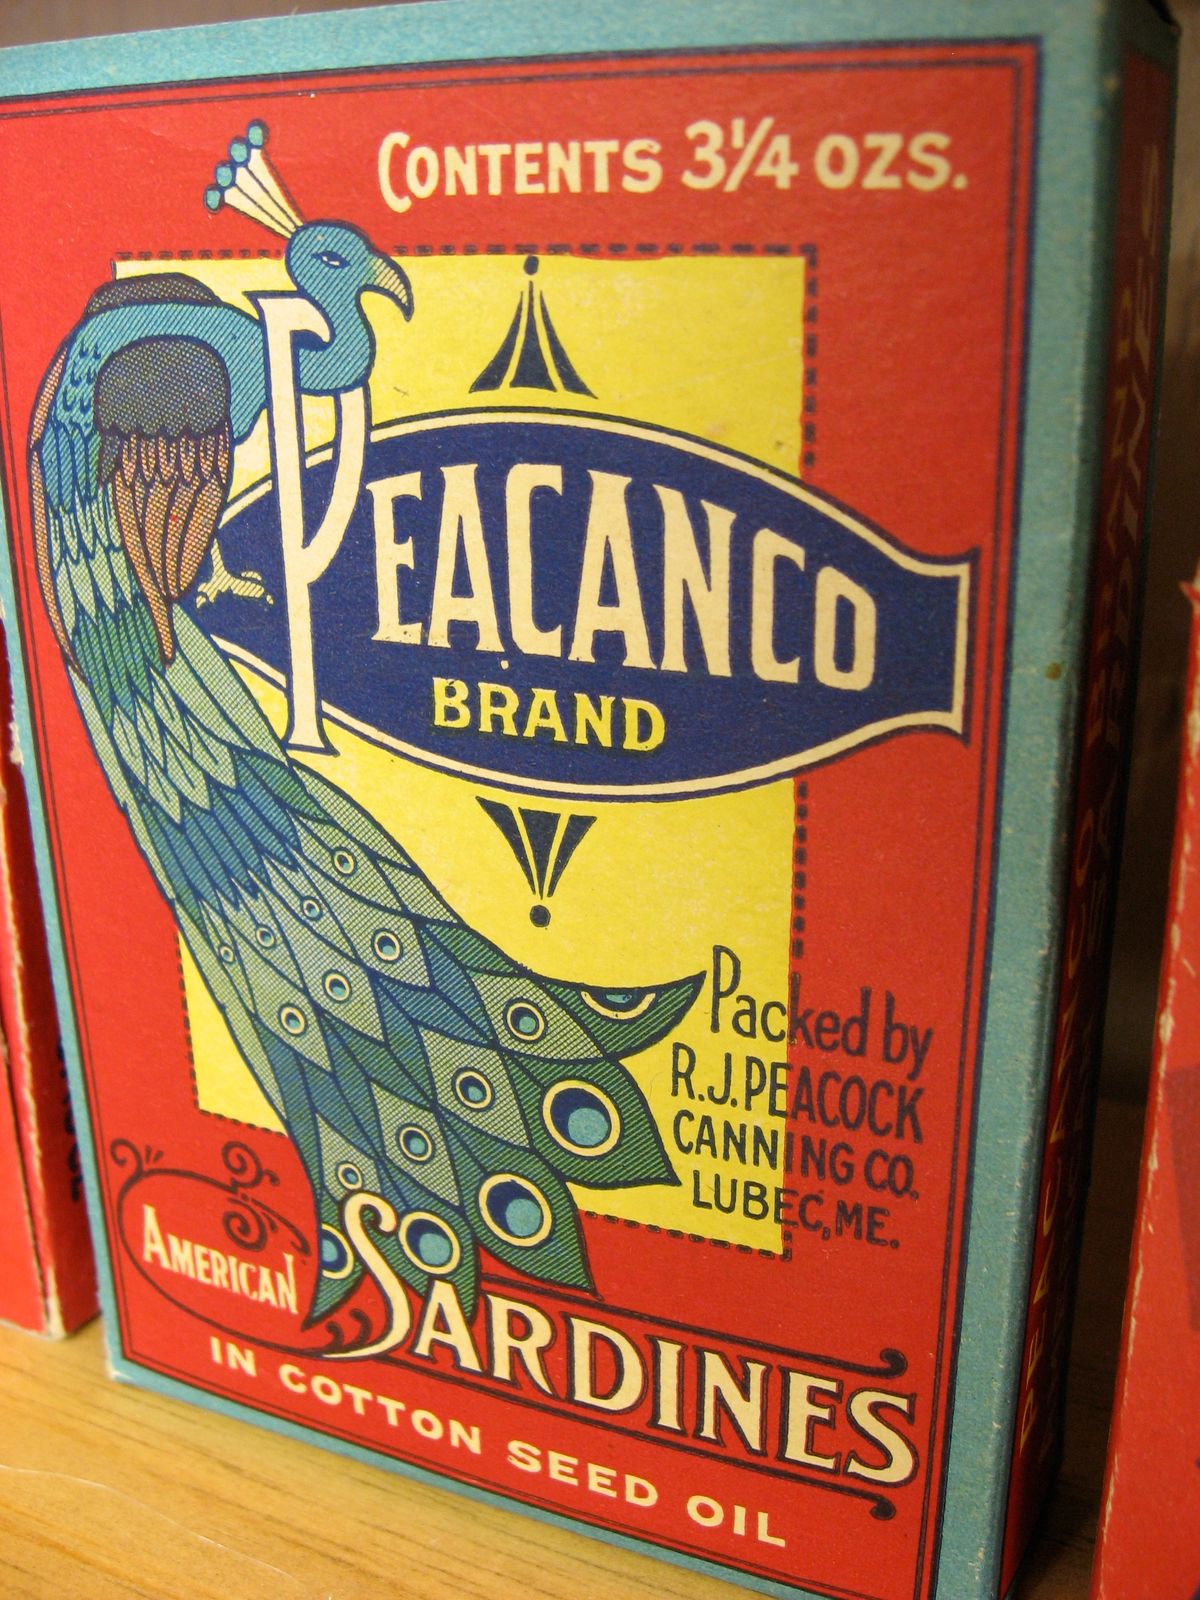 CONTENTS 3¼ OZS.
PEACANCO
BRAND
Packed by
R.J. PEACOCK
CANNING CO.
LUBEC, ME.
AMERICAN
SARDINES
IN COTTON SEED OIL